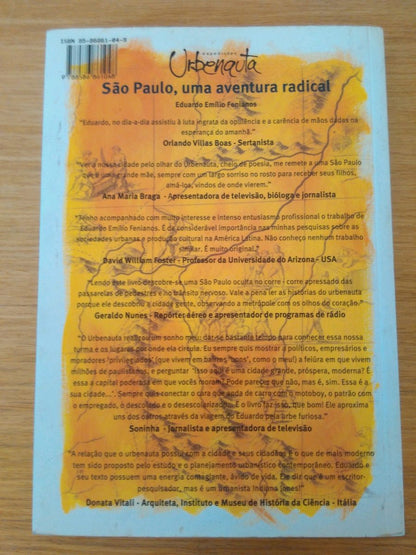 ISBN 85-86861-04-9
expedições
Urbenauta
São Paulo, uma aventura radical
Eduardo Emílio Fenianos
"Eduardo, no dia-a-dia assistiu à luta ingrata da opulência e a carência de mãos dadas na
esperança do amanhã."
Orlando Villas Boas - Sertanista
"Ver a nossa cidade pelo olhar do Urbenauta, cheio de poesia, me remete a uma São Paulo
que é uma grande mãe, sempre com um largo sorriso no rosto para receber seus filhos,
amá-los, vindos de onde vierem."
Ana Maria Braga - Apresentadora de televisão, bióloga e jornalista
"Tenho acompanhado com muito interesse e intenso entusiasmo profissional o trabalho de
Eduardo Emílio Fenianos. É de considerável importância nas minhas pesquisas sobre as
sociedades urbanas e produção cultural na América Latina. Não conheço nenhum trabalho
similar. É muito original."
David William Foster - Professor da Universidade do Arizona - USA
"Lendo este livro descobre-se uma São Paulo oculta no corre - corre apressado das
passarelas de pedestres e no trânsito nervoso. Vale a pena ler as histórias do urbenauta
porque ele descobriu a cidade gente, observando a metrópole com os olhos do coração."
Geraldo Nunes - Repórter aéreo e apresentador de programas de rádio
"O Urbenauta realizou um sonho meu: dar-se bastante tempo para conhecer essa nossa
turma e os lugares por onde ela circula. Eu sempre quis mostrar a políticos, empresários e
moradores 'privilegiados' (que vivem em bairros 'bons', como o meu) a feiúra em que vivem
milhões de paulistanos, e perguntar "isso aqui é uma cidade grande, próspera, moderna? É
essa a capital poderosa em que vocês moram? Pode parecer que não, mas é, sim. Essa é a
sua cidade...". Sempre quis conectar o cara que anda de carro com o motoboy, o patrão com
o empregado, o descolado e o dessocializado. E o livro faz isso, que bom! Ele aproxima
uns dos outros através da viagem do Eduardo pela urbe furiosa."
Soninha - Jornalista e apresentadora de televisão
"A relação que o urbenauta possui com a cidade e seus cidadãos é o que de mais moderno
tem sido proposto pelo estudo e o planejamento urbanístico contemporâneo. Eduardo e
seu texto possuem uma energia contagiante, ávido de vida. Ele diz que é um escritor-
pesquisador, mas é um urbanista Indiana Jones!"
Donata Vitali - Arquiteta, Instituto e Museu de História da Ciência - Itália